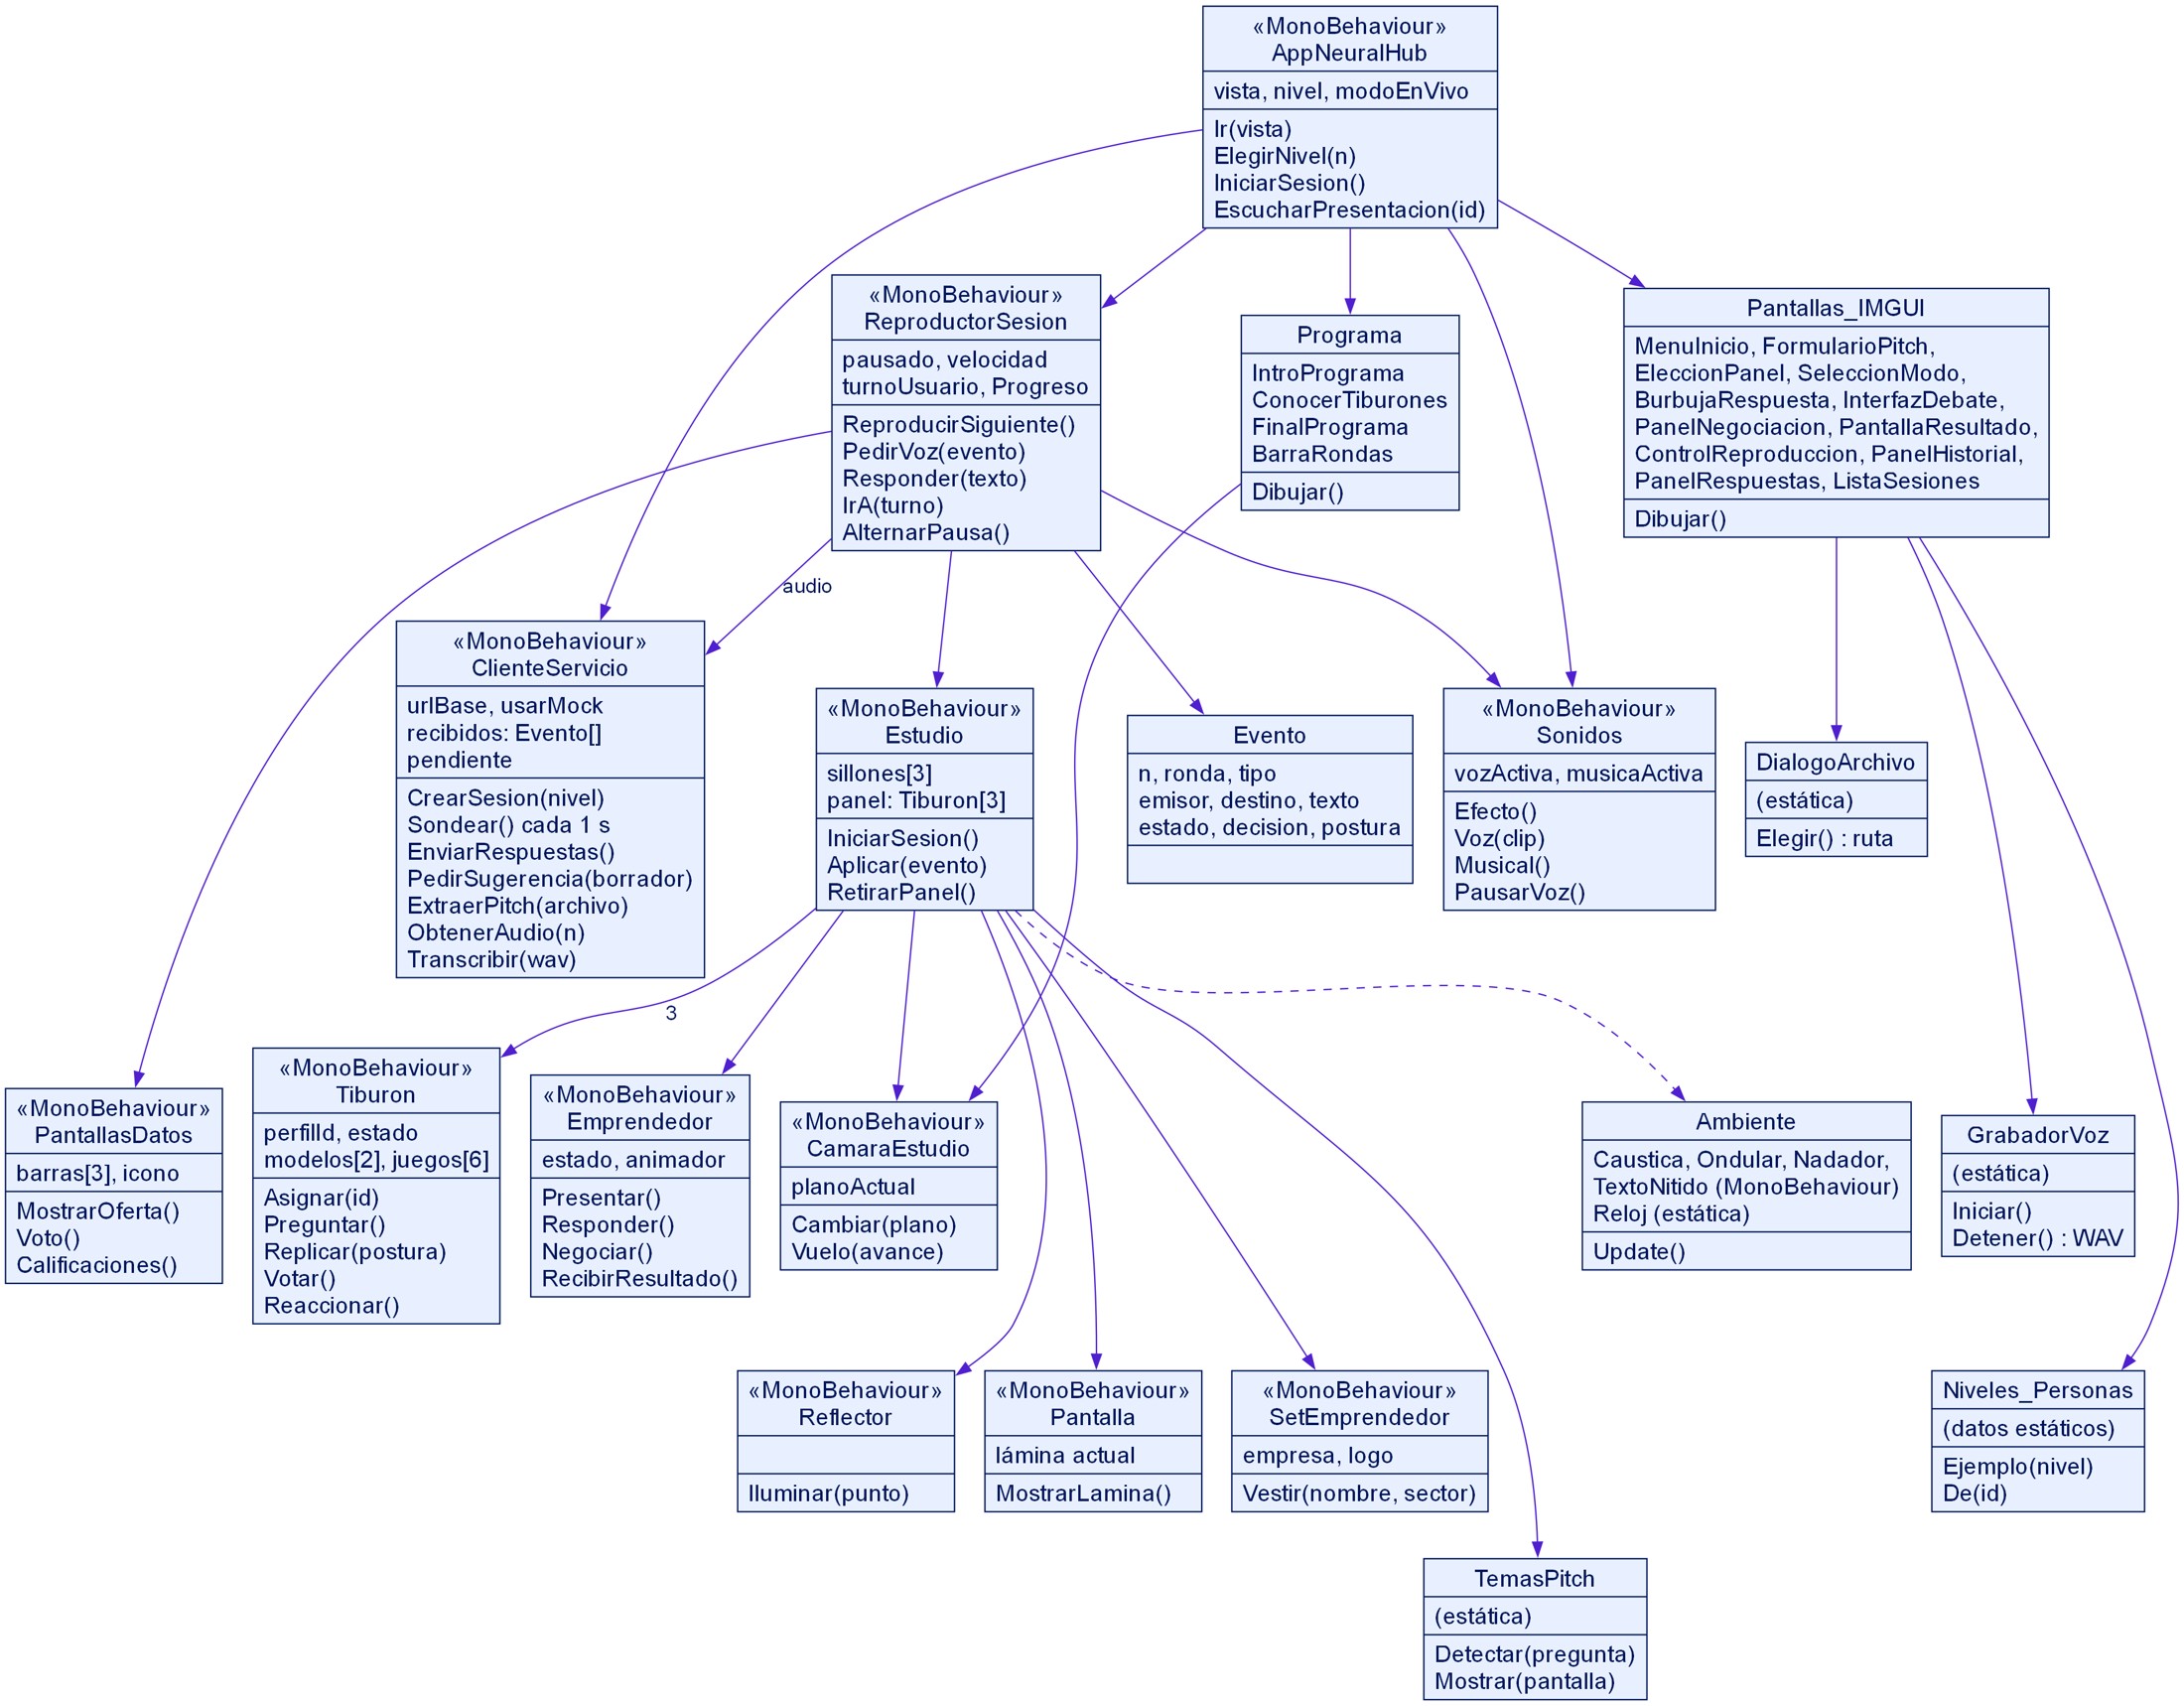 «MonoBehaviour»
AppNeuralHub
vista, nivel, modoEnVivo
Ir(vista)
ElegirNivel(n)
IniciarSesion()
EscucharPresentacion(id)
«MonoBehaviour»
ReproductorSesion
pausado, velocidad
turnoUsuario, Progreso
ReproducirSiguiente()
PedirVoz(evento)
Responder(texto)
IrA(turno)
AlternarPausa()
Programa
IntroPrograma
ConocerTiburones
FinalPrograma
BarraRondas
Dibujar()
Pantallas_IMGUI
MenuInicio, FormularioPitch,
EleccionPanel, SeleccionModo,
BurbujaRespuesta, InterfazDebate,
PanelNegociacion, PantallaResultado,
ControlReproduccion, PanelHistorial,
PanelRespuestas, ListaSesiones
Dibujar()
audio
«MonoBehaviour»
ClienteServicio
urlBase, usarMock
recibidos: Evento[]
pendiente
CrearSesion(nivel)
Sondear() cada 1 s
EnviarRespuestas()
PedirSugerencia(borrador)
ExtraerPitch(archivo)
ObtenerAudio(n)
Transcribir(wav)
«MonoBehaviour»
Estudio
sillones[3]
panel: Tiburon[3]
IniciarSesion()
Aplicar(evento)
RetirarPanel()
Evento
n, ronda, tipo
emisor, destino, texto
estado, decision, postura
«MonoBehaviour»
Sonidos
vozActiva, musicaActiva
Efecto()
Voz(clip)
Musical()
PausarVoz()
DialogoArchivo
(estática)
Elegir() : ruta
3
«MonoBehaviour»
PantallasDatos
barras[3], icono
MostrarOferta()
Voto()
Calificaciones()
«MonoBehaviour»
Tiburon
perfilId, estado
modelos[2], juegos[6]
Asignar(id)
Preguntar()
Replicar(postura)
Votar()
Reaccionar()
«MonoBehaviour»
Emprendedor
estado, animador
Presentar()
Responder()
Negociar()
RecibirResultado()
«MonoBehaviour»
CamaraEstudio
planoActual
Cambiar(plano)
Vuelo(avance)
Ambiente
Caustica, Ondular, Nadador,
TextoNitido (MonoBehaviour)
Reloj (estática)
Update()
GrabadorVoz
(estática)
Iniciar()
Detener() : WAV
«MonoBehaviour»
Reflector
Iluminar(punto)
«MonoBehaviour»
Pantalla
lámina actual
MostrarLamina()
«MonoBehaviour»
SetEmprendedor
empresa, logo
Vestir(nombre, sector)
Niveles_Personas
(datos estáticos)
Ejemplo(nivel)
De(id)
TemasPitch
(estática)
Detectar(pregunta)
Mostrar(pantalla)